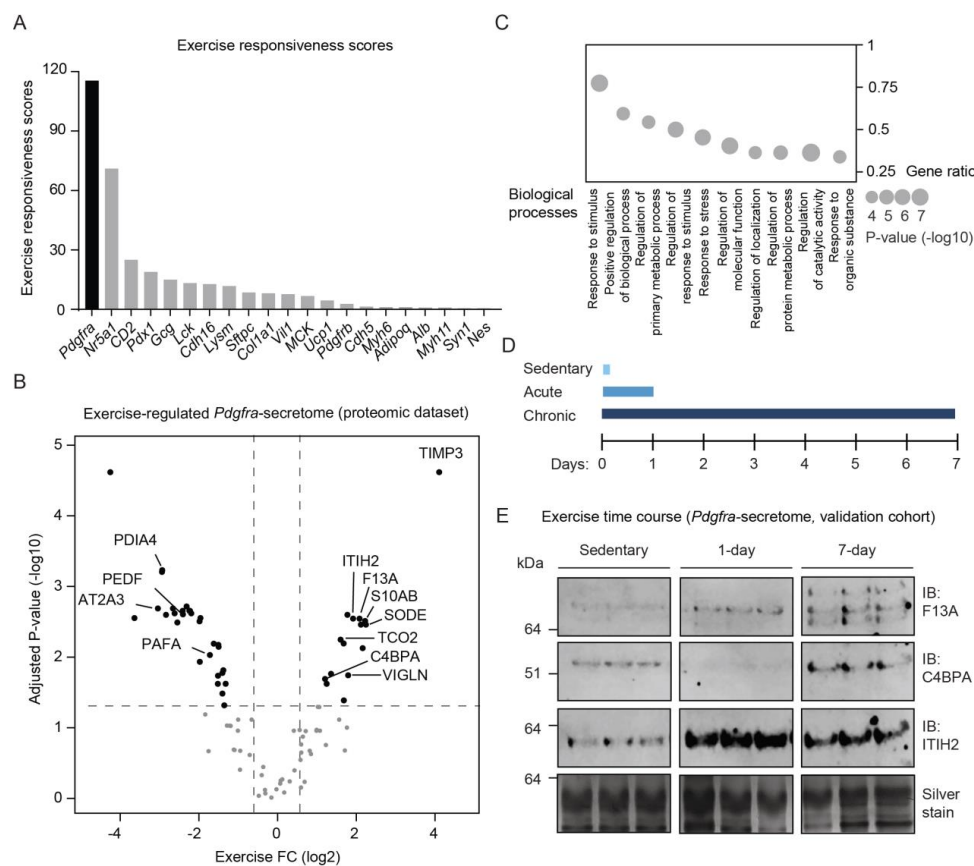 A
Exercise responsiveness scores
Exercise responsiveness scores
120
90
60
30
0
Pdgfra
Nr5a1
CD2
Pdx1
Gcg
Lck
Cdh16
Lysm
Sftpc
Col1a1
Vil1
MCK
Ucp1
Pdgfrb
Cdh5
Myh6
Adipoq
Alb
Myh11
Syn1
Nes
B
Exercise-regulated Pdgfra-secretome (proteomic dataset)
Adjusted P-value (-log10)
5
4
3
2
1
0
TIMP3
PDIA4
PEDF
AT2A3
PAFA
ITIH2
F13A
S10AB
SODE
TCO2
C4BPA
VIGLN
-4
-2
0
2
4
Exercise FC (log2)
C
1
0.75
0.5
0.25
Gene ratio
Biological
processes
Response to stimulus
Positive regulation
of biological process
Regulation of
primary metabolic process
Regulation of
response to stimulus
Response to stress
Regulation of
molecular function
Regulation of localization
Regulation of
protein metabolic process
Regulation
of catalytic activity
Response to
organic substance
4 5 6 7
P-value (-log10)
D
Sedentary
Acute
Chronic
Days: 0 1 2 3 4 5 6 7
E
Exercise time course (Pdgfra-secretome, validation cohort)
kDa
Sedentary
1-day
7-day
64
IB:
F13A
51
IB:
C4BPA
64
IB:
ITIH2
64
Silver
stain